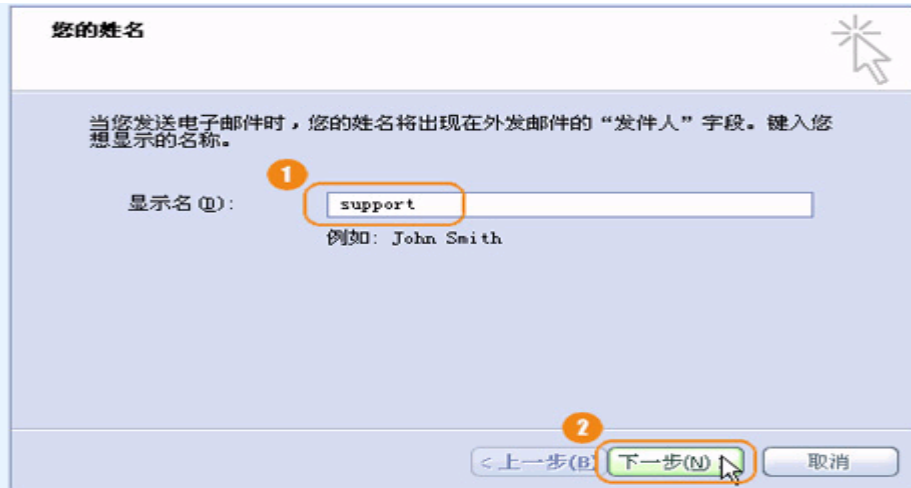 您的姓名
当您发送电子邮件时，您的姓名将出现在外发邮件的“发件人”字段。键入您
想显示的名称。
1
显示名(D): support
例如: John Smith
2
<上一步(B) 下一步(N) 取消